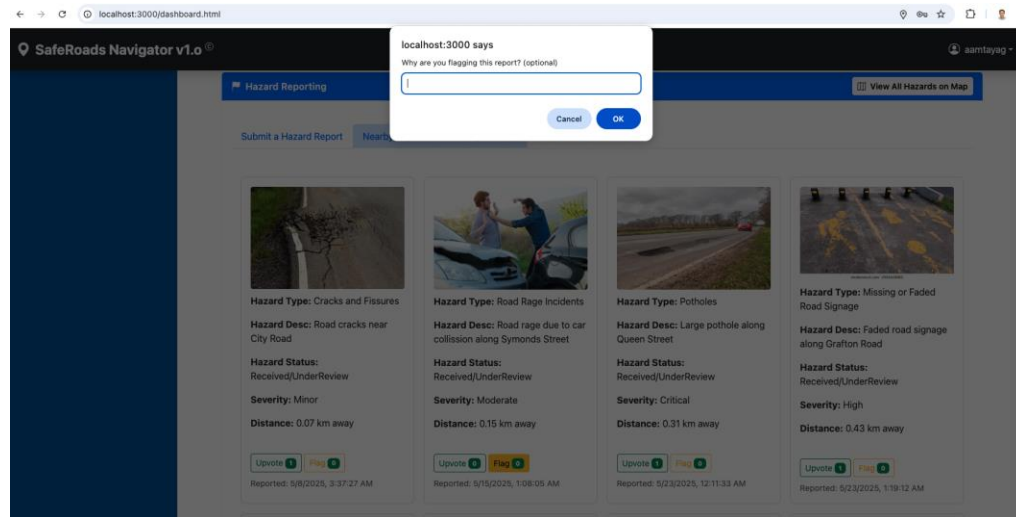 localhost:3000/dashboard.html
SafeRoads Navigator v1.o ©
aamtayag
localhost:3000 says
Why are you flagging this report? (optional)
Cancel
OK
Hazard Reporting
View All Hazards on Map
Submit a Hazard Report
Nearby
Hazard Type: Cracks and Fissures
Hazard Desc: Road cracks near
City Road
Hazard Status:
Received/UnderReview
Severity: Minor
Distance: 0.07 km away
Upvote 1 Flag 0
Reported: 5/8/2025, 3:37:27 AM
Hazard Type: Road Rage Incidents
Hazard Desc: Road rage due to car
collission along Symonds Street
Hazard Status:
Received/UnderReview
Severity: Moderate
Distance: 0.15 km away
Upvote 0 Flag 0
Reported: 5/15/2025, 1:08:05 AM
Hazard Type: Potholes
Hazard Desc: Large pothole along
Queen Street
Hazard Status:
Received/UnderReview
Severity: Critical
Distance: 0.31 km away
Upvote 1 Flag 0
Reported: 5/23/2025, 12:11:33 AM
Hazard Type: Missing or Faded
Road Signage
Hazard Desc: Faded road signage
along Grafton Road
Hazard Status:
Received/UnderReview
Severity: High
Distance: 0.43 km away
Upvote 1 Flag 0
Reported: 5/23/2025, 1:19:12 AM